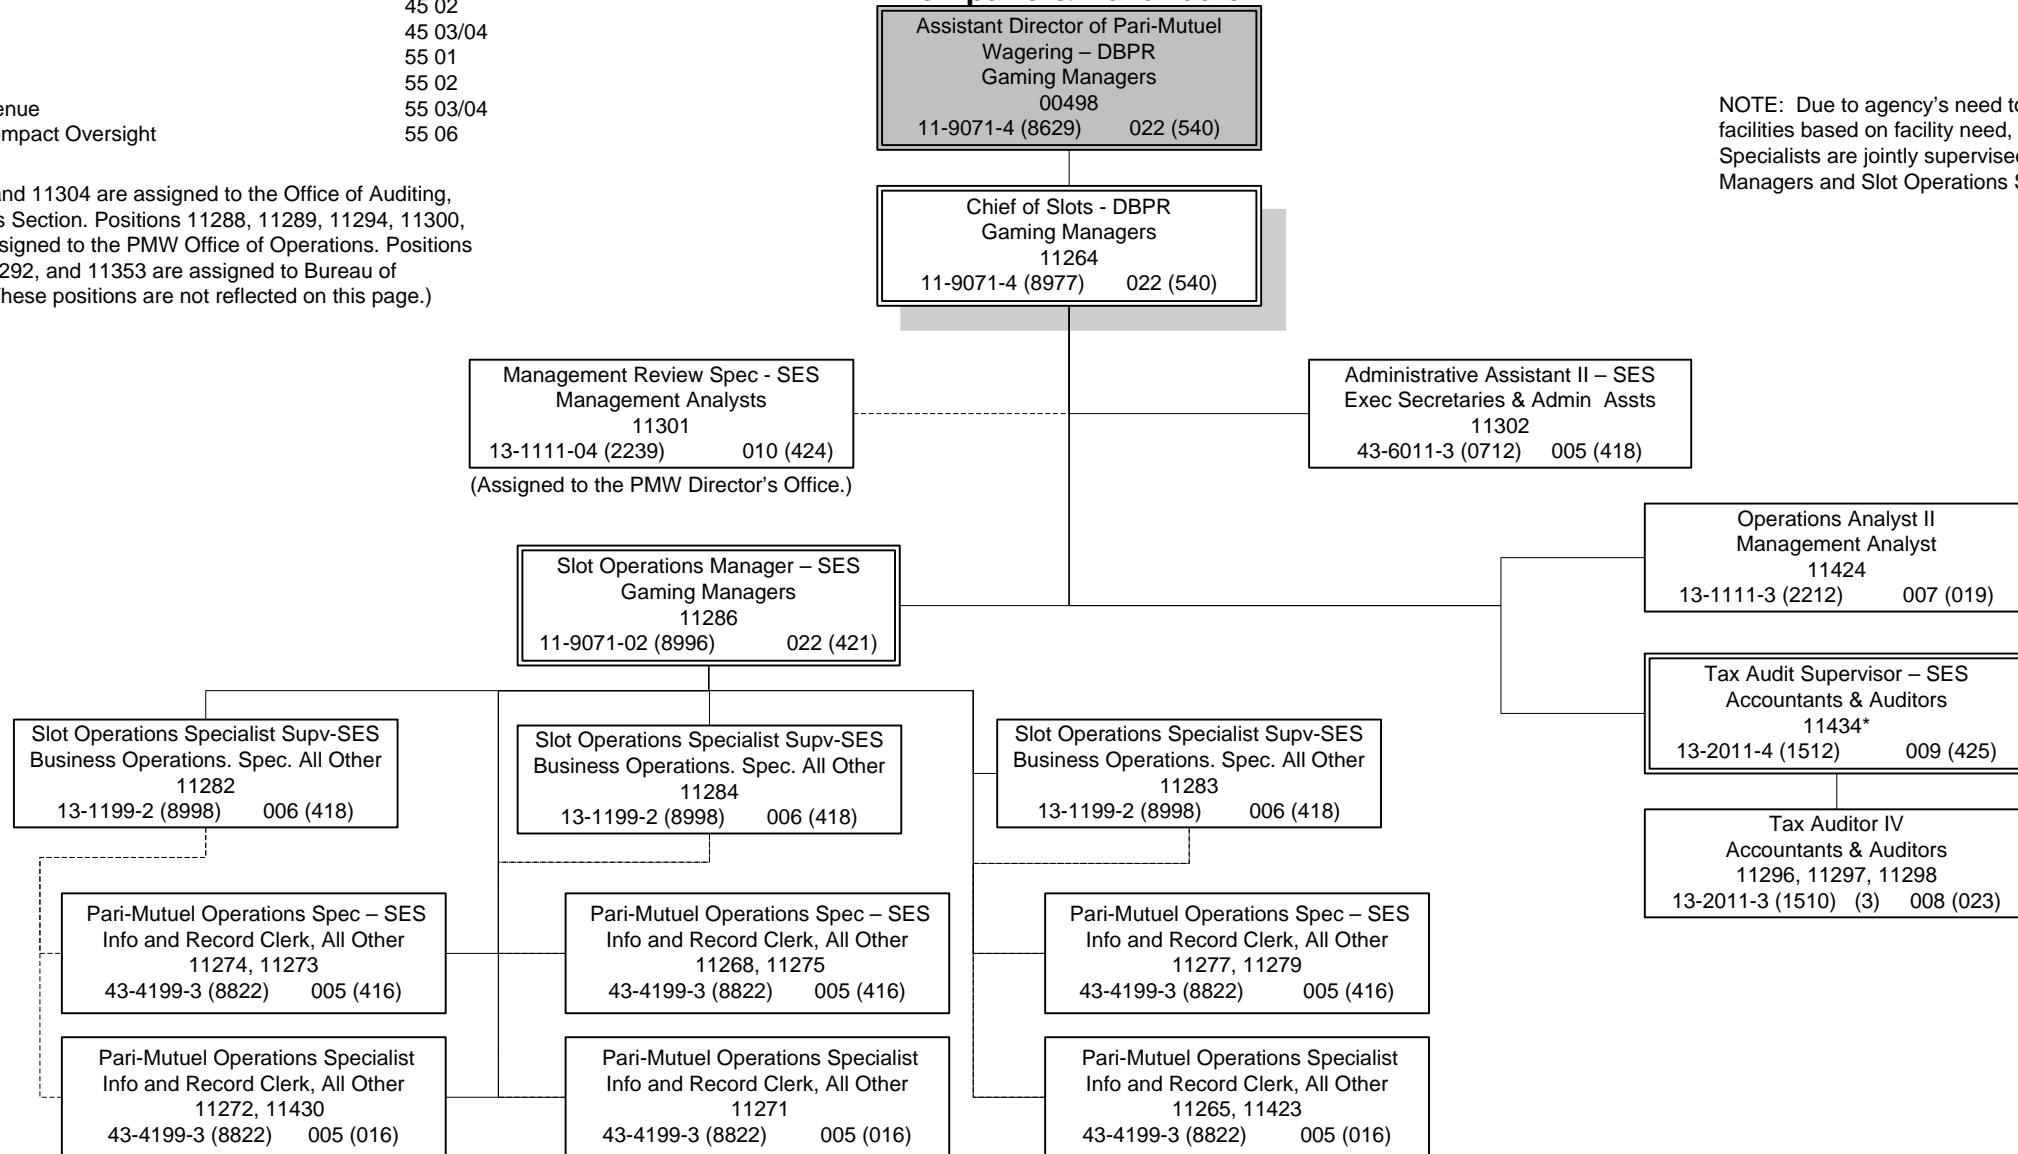 45 02
45 03/04
55 01
55 02
55 03/04
Compact Oversight 55 06
and 11304 are assigned to the Office of Auditing,
Section. Positions 11288, 11289, 11294, 11300,
assigned to the PMW Office of Operations. Positions
and 11353 are assigned to Bureau of
These positions are not reflected on this page.)
Assistant Director of Pari-Mutuel
Wagering – DBPR
Gaming Managers
00498
11-9071-4 (8629) 022 (540)
NOTE: Due to agency’s need to
facilities based on facility need,
Specialists are jointly supervised
Managers and Slot Operations
Chief of Slots - DBPR
Gaming Managers
11264
11-9071-4 (8977) 022 (540)
Management Review Spec - SES
Management Analysts
11301
13-1111-04 (2239) 010 (424)
(Assigned to the PMW Director’s Office.)
Administrative Assistant II – SES
Exec Secretaries & Admin Assts
11302
43-6011-3 (0712) 005 (418)
Operations Analyst II
Management Analyst
11424
13-1111-3 (2212) 007 (019)
Slot Operations Manager – SES
Gaming Managers
11286
11-9071-02 (8996) 022 (421)
Tax Audit Supervisor – SES
Accountants & Auditors
11434*
13-2011-4 (1512) 009 (425)
Tax Auditor IV
Accountants & Auditors
11296, 11297, 11298
13-2011-3 (1510) (3) 008 (023)
Slot Operations Specialist Supv-SES
Business Operations. Spec. All Other
11282
13-1199-2 (8998) 006 (418)
Slot Operations Specialist Supv-SES
Business Operations. Spec. All Other
11284
13-1199-2 (8998) 006 (418)
Slot Operations Specialist Supv-SES
Business Operations. Spec. All Other
11283
13-1199-2 (8998) 006 (418)
Pari-Mutuel Operations Spec – SES
Info and Record Clerk, All Other
11274, 11273
43-4199-3 (8822) 005 (416)
Pari-Mutuel Operations Spec – SES
Info and Record Clerk, All Other
11268, 11275
43-4199-3 (8822) 005 (416)
Pari-Mutuel Operations Spec – SES
Info and Record Clerk, All Other
11277, 11279
43-4199-3 (8822) 005 (416)
Pari-Mutuel Operations Specialist
Info and Record Clerk, All Other
11272, 11430
43-4199-3 (8822) 005 (016)
Pari-Mutuel Operations Specialist
Info and Record Clerk, All Other
11271
43-4199-3 (8822) 005 (016)
Pari-Mutuel Operations Specialist
Info and Record Clerk, All Other
11265, 11423
43-4199-3 (8822) 005 (016)